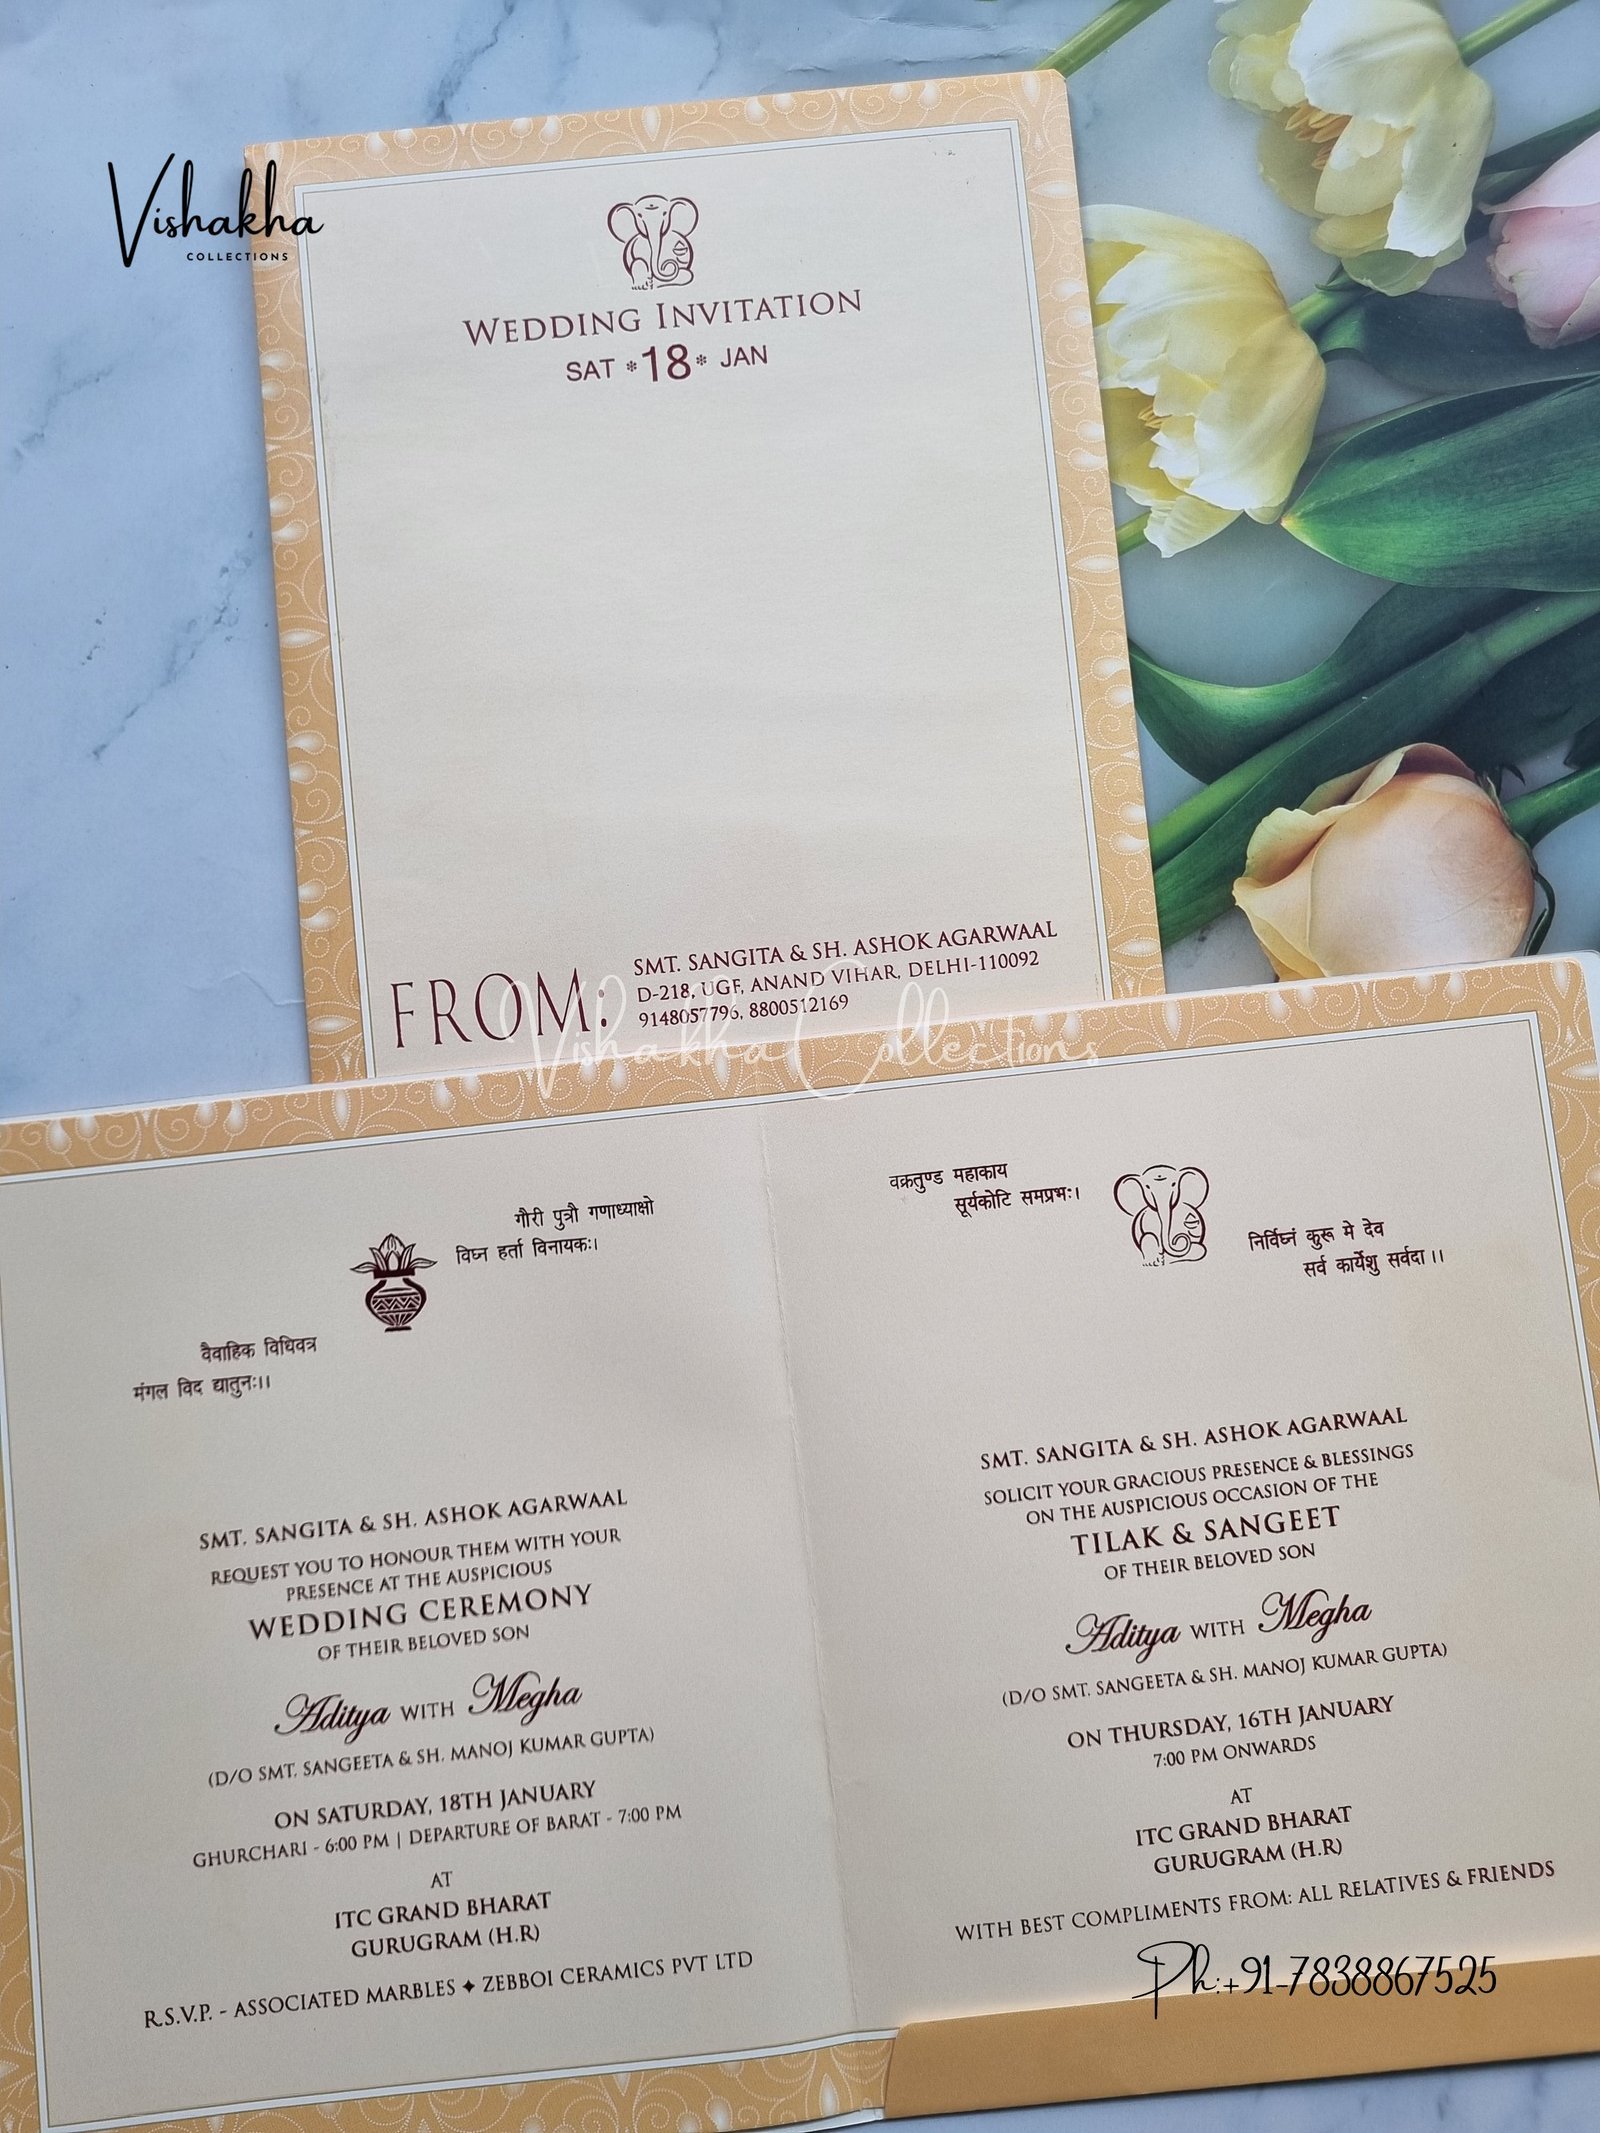 Vishakha
COLLECTIONS
WEDDING INVITATION
SAT *18* JAN
FROM:
SMT. SANGITA & SH. ASHOK AGARWAAL
D-218, UGF, ANAND VIHAR, DELHI-110092
9148057796, 8800512169
Vishakha Collections
गौरी पुत्रौ गणाध्याक्षो
विघ्न हर्ता विनायकः।
वैवाहिक विधिवत्र
मंगल विद द्यातुनः।।
SMT. SANGITA & SH. ASHOK AGARWAAL
REQUEST YOU TO HONOUR THEM WITH YOUR
PRESENCE AT THE AUSPICIOUS
WEDDING CEREMONY
OF THEIR BELOVED SON
Aditya WITH Megha
(D/O SMT. SANGEETA & SH. MANOJ KUMAR GUPTA)
ON SATURDAY, 18TH JANUARY
GHURCHARI - 6:00 PM | DEPARTURE OF BARAT - 7:00 PM
AT
ITC GRAND BHARAT
GURUGRAM (H.R)
R.S.V.P. - ASSOCIATED MARBLES ✦ ZEBBOI CERAMICS PVT LTD
वक्रतुण्ड महाकाय
सूर्यकोटि समप्रभः।
निर्विघ्नं कुरू मे देव
सर्व कार्येशु सर्वदा।।
SMT. SANGITA & SH. ASHOK AGARWAAL
SOLICIT YOUR GRACIOUS PRESENCE & BLESSINGS
ON THE AUSPICIOUS OCCASION OF THE
TILAK & SANGEET
OF THEIR BELOVED SON
Aditya WITH Megha
(D/O SMT. SANGEETA & SH. MANOJ KUMAR GUPTA)
ON THURSDAY, 16TH JANUARY
7:00 PM ONWARDS
AT
ITC GRAND BHARAT
GURUGRAM (H.R)
WITH BEST COMPLIMENTS FROM: ALL RELATIVES & FRIENDS
Ph:+91-7838867525